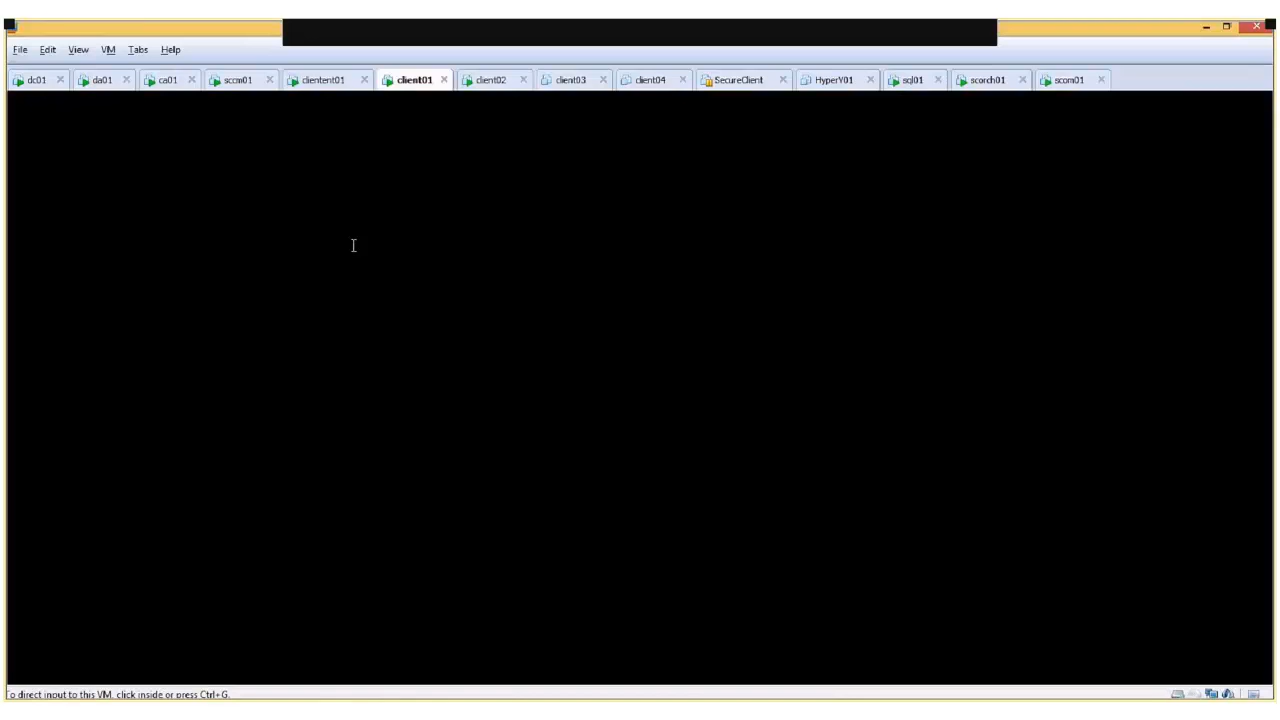 File Edit View VM Tabs Help
dc01 da01 ca01 sccm01 clientent01 client01 client02 client03 client04 SecureClient HyperV01 sql01 scorch01 scom01
To direct input to this VM, click inside or press Ctrl+G.